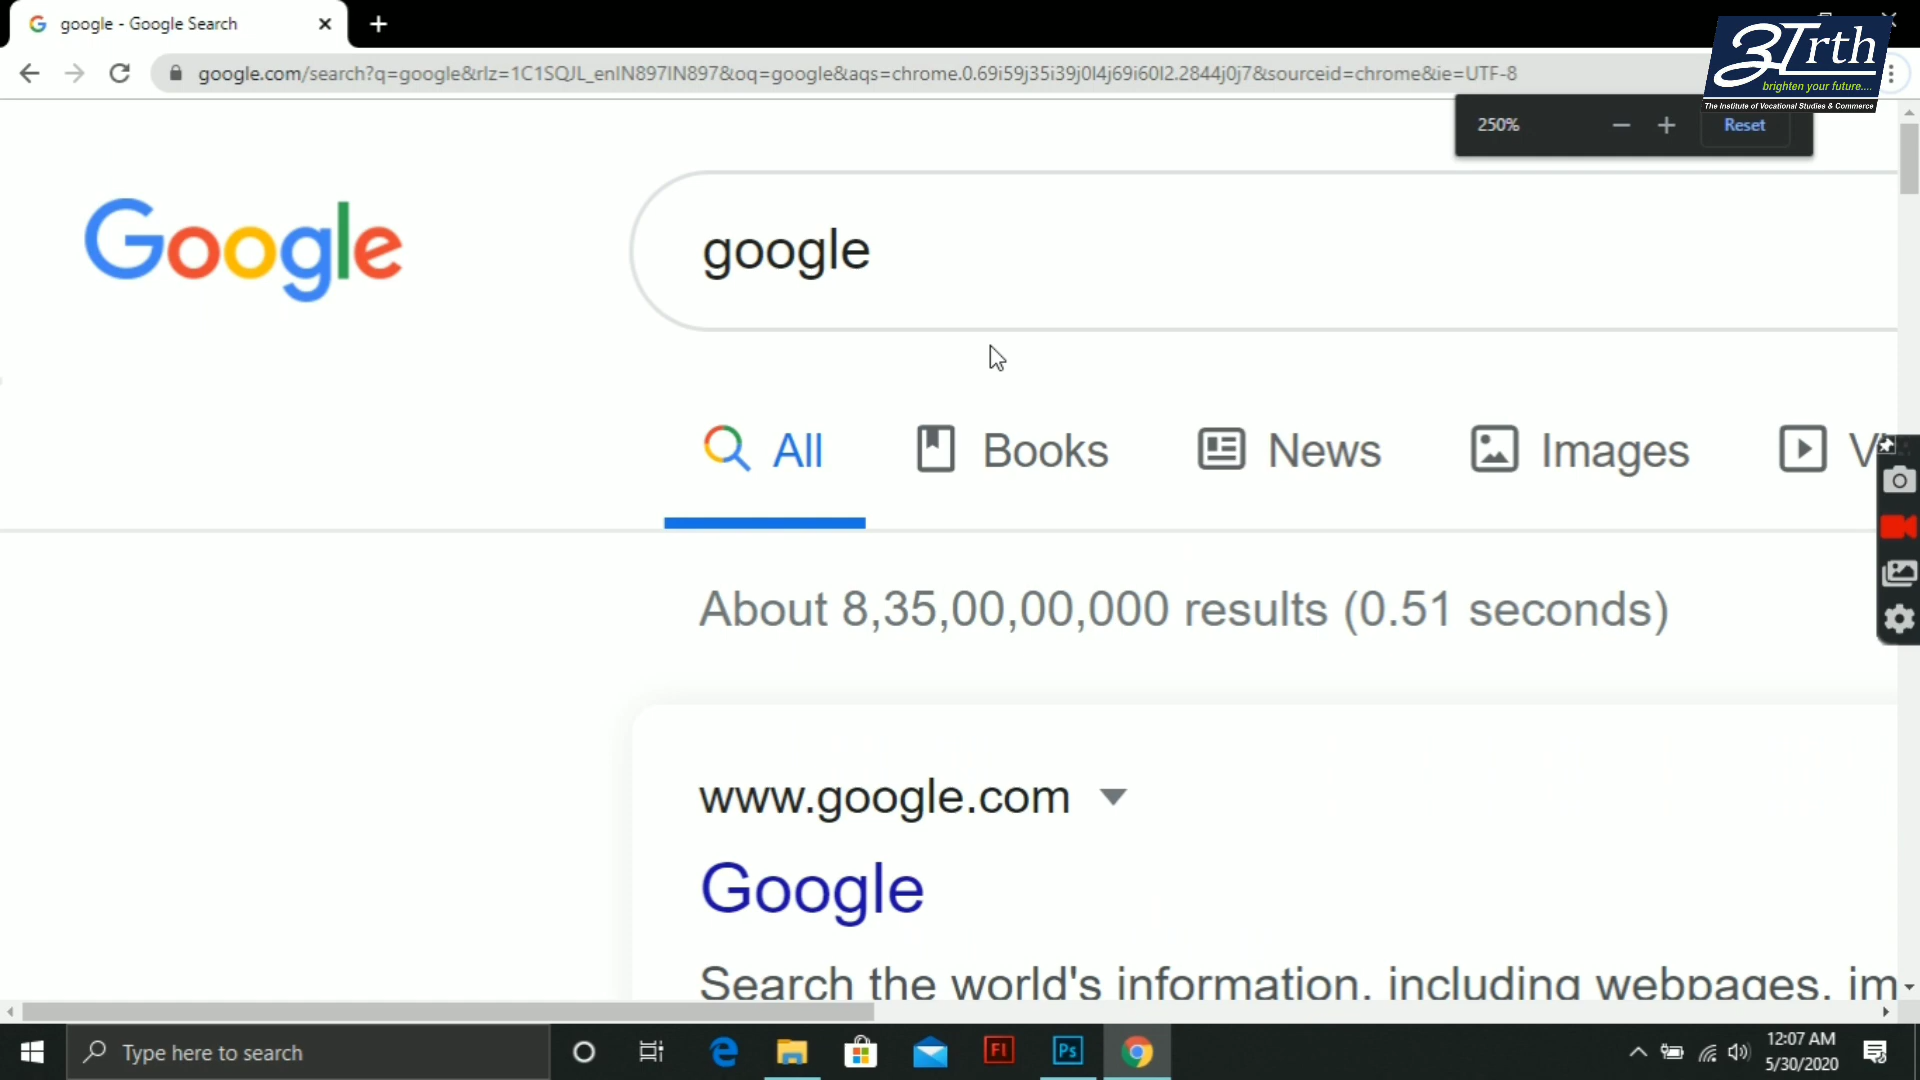 google - Google Search
google.com/search?q=google&rlz=1C1SQJL_enIN897IN897&oq=google&aqs=chrome.0.69i59j35i39j0l4j69i60l2.2844j0j7&sourceid=chrome&ie=UTF-8
3Tirth
brighten your future....
The Institute of Vocational Studies & Commerce
250%
Reset
Google
google
All
Books
News
Images
About 8,35,00,00,000 results (0.51 seconds)
www.google.com
Google
Search the world's information, including webpages, im
Type here to search
Fl
Ps
12:07 AM
5/30/2020